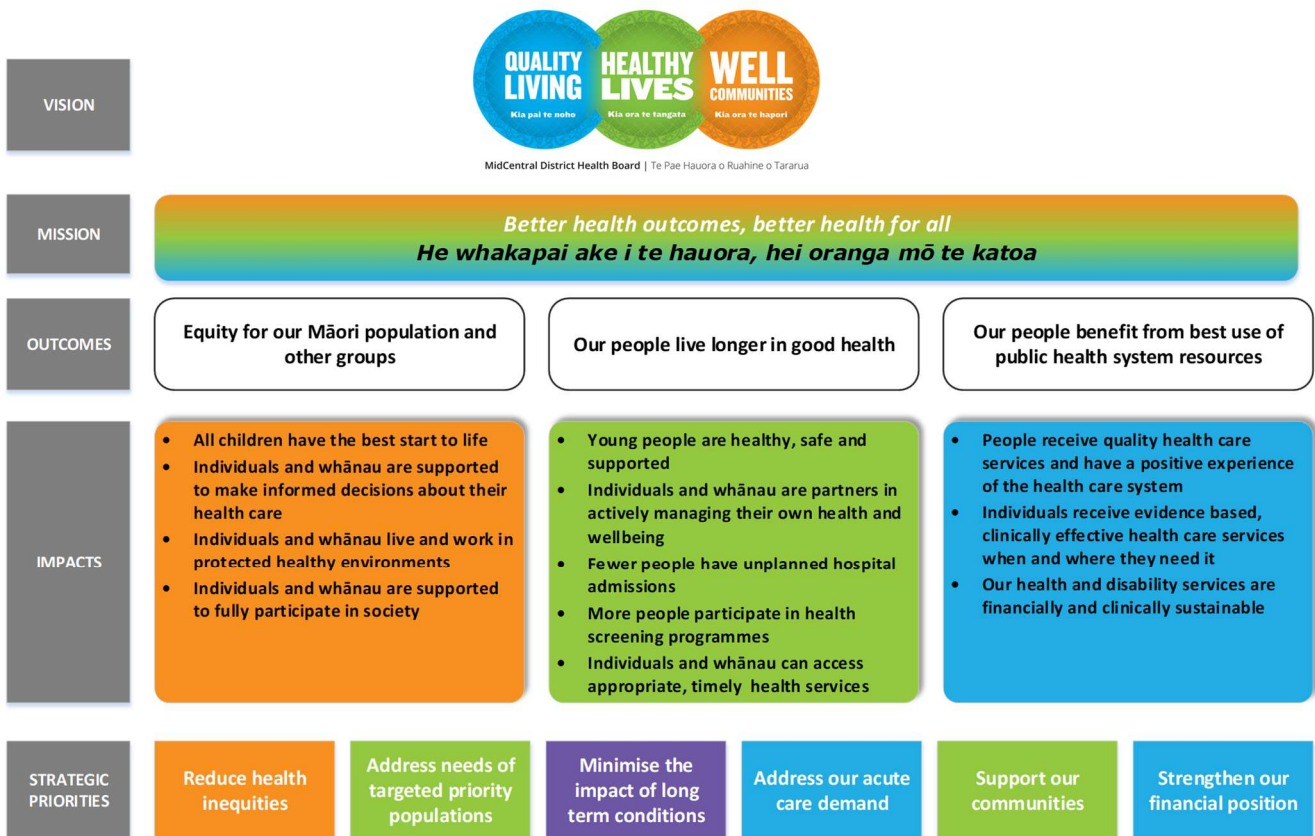 VISION
QUALITY
LIVING
Kia pai te noho
HEALTHY
LIVES
Kia ora te tangata
WELL
COMMUNITIES
Kia ora te hapori
MidCentral District Health Board | Te Pae Hauora o Ruahine o Tararua
MISSION
Better health outcomes, better health for all
He whakapai ake i te hauora, hei oranga mō te katoa
OUTCOMES
Equity for our Māori population and
other groups
Our people live longer in good health
Our people benefit from best use of
public health system resources
IMPACTS
• All children have the best start to life
• Individuals and whānau are supported
to make informed decisions about their
health care
• Individuals and whānau live and work in
protected healthy environments
• Individuals and whānau are supported
to fully participate in society
• Young people are healthy, safe and
supported
• Individuals and whānau are partners in
actively managing their own health and
wellbeing
• Fewer people have unplanned hospital
admissions
• More people participate in health
screening programmes
• Individuals and whānau can access
appropriate, timely health services
• People receive quality health care
services and have a positive experience
of the health care system
• Individuals receive evidence based,
clinically effective health care services
when and where they need it
• Our health and disability services are
financially and clinically sustainable
STRATEGIC
PRIORITIES
Reduce health
inequities
Address needs of
targeted priority
populations
Minimise the
impact of long
term conditions
Address our acute
care demand
Support our
communities
Strengthen our
financial position